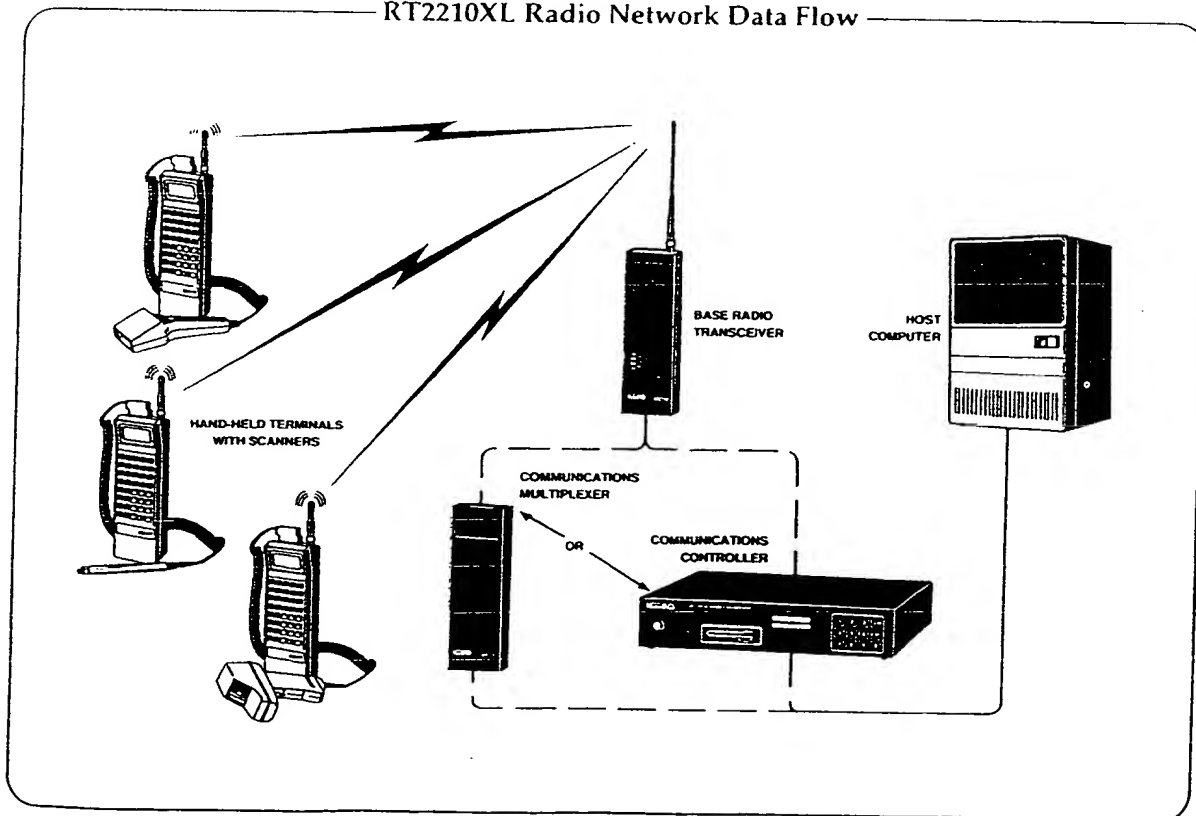 RT2210XL Radio Network Data Flow
BASE RADIO
TRANSCEIVER
HOST
COMPUTER
HAND-HELD TERMINALS
WITH SCANNERS
COMMUNICATIONS
MULTIPLEXER
OR
COMMUNICATIONS
CONTROLLER